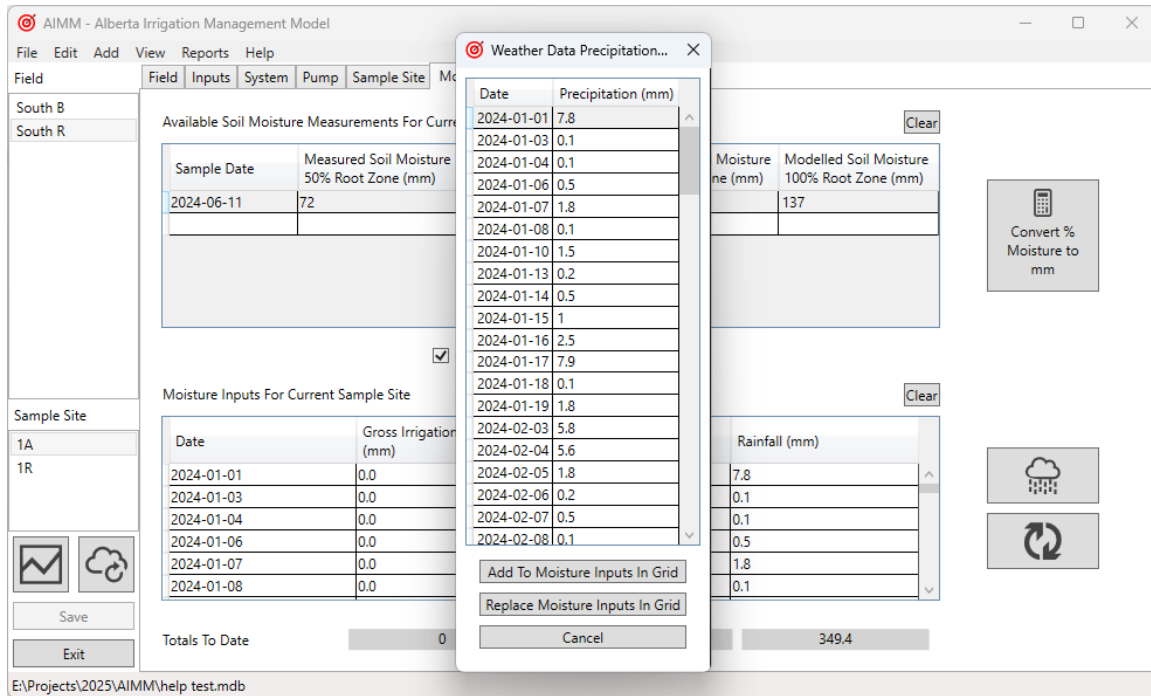 AIMM - Alberta Irrigation Management Model
File Edit Add View Reports Help
Field
South B
South R
Sample Site
1A
1R
Save
Exit
Field Inputs System Pump Sample Site
Available Soil Moisture Measurements For
Clear
Sample Date Measured Soil Moisture 50% Root Zone (mm) Moisture (mm) Modelled Soil Moisture 100% Root Zone (mm)
2024-06-11 72 137
Convert % Moisture to mm
Moisture Inputs For Current Sample Site
Clear
Date Gross Irrigation (mm) Rainfall (mm)
2024-01-01 0.0 7.8
2024-01-03 0.0 0.1
2024-01-04 0.0 0.1
2024-01-06 0.0 0.5
2024-01-07 0.0 1.8
2024-01-08 0.0 0.1
Totals To Date 0 349.4
Weather Data Precipitation...
Date Precipitation (mm)
2024-01-01 7.8
2024-01-03 0.1
2024-01-04 0.1
2024-01-06 0.5
2024-01-07 1.8
2024-01-08 0.1
2024-01-10 1.5
2024-01-13 0.2
2024-01-14 0.5
2024-01-15 1
2024-01-16 2.5
2024-01-17 7.9
2024-01-18 0.1
2024-01-19 1.8
2024-02-03 5.8
2024-02-04 5.6
2024-02-05 1.8
2024-02-06 0.2
2024-02-07 0.5
2024-02-08 0.1
Add To Moisture Inputs In Grid
Replace Moisture Inputs In Grid
Cancel
E:\Projects\2025\AIMM\help test.mdb